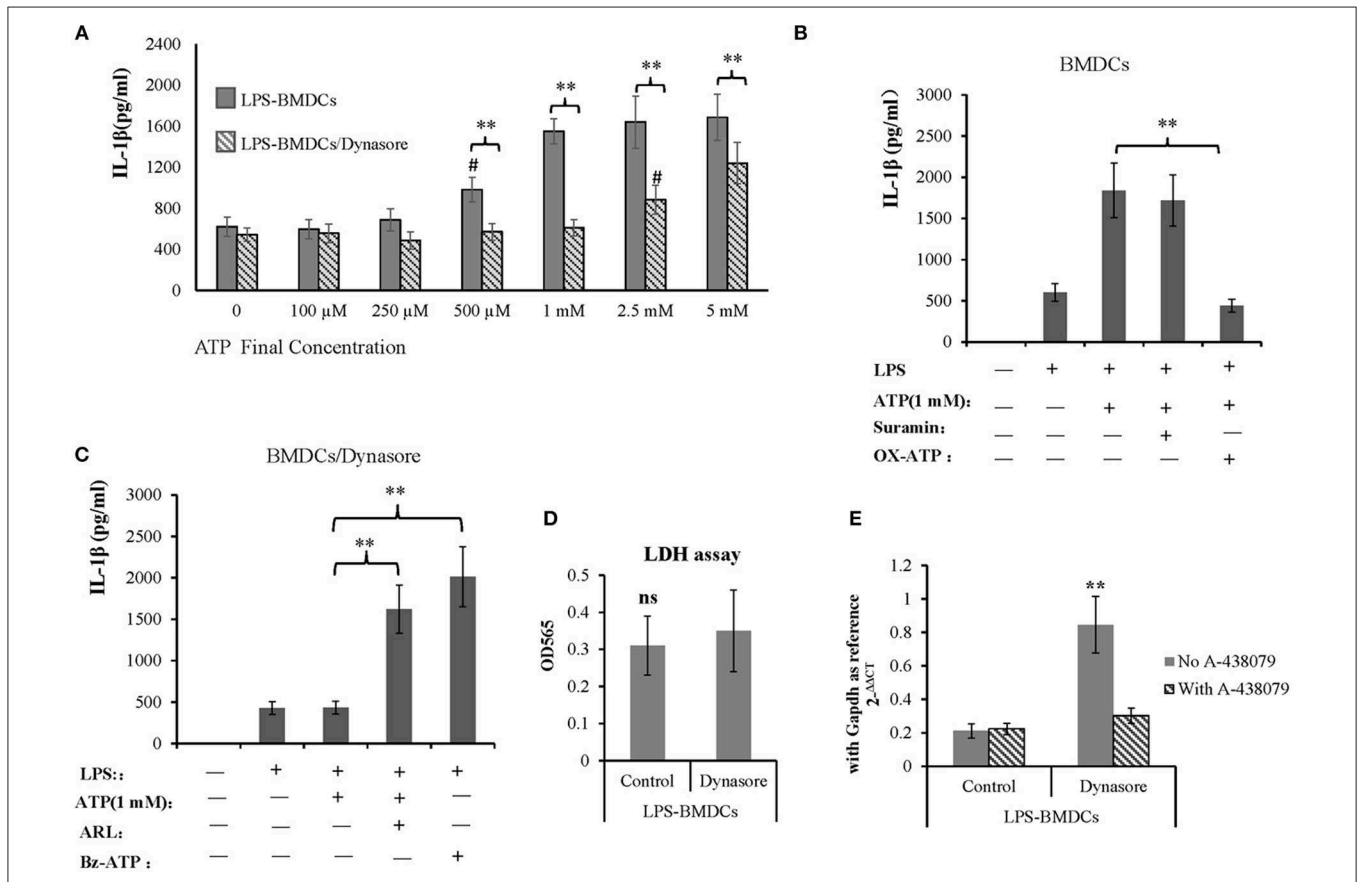 A
2400
2000
1600
1200
800
400
0
IL-1β(pg/ml)
LPS-BMDCs
LPS-BMDCs/Dynasore
#
**
**
**
#
**
0 100 µM 250 µM 500 µM 1 mM 2.5 mM 5 mM
ATP Final Concentration
B
BMDCs
3000
2500
2000
1500
1000
500
0
IL-1β (pg/ml)
**
LPS — + + + +
ATP(1 mM): — — + + +
Suramin: — — — + —
OX-ATP : — — — — +
C
BMDCs/Dynasore
3000
2500
2000
1500
1000
500
0
IL-1β (pg/ml)
**
**
LPS:: — + + + +
ATP(1 mM): — — + + —
ARL: — — — + —
Bz-ATP : — — — — +
D
LDH assay
0.5
0.4
0.3
0.2
0.1
0
OD565
ns
Control Dynasore
LPS-BMDCs
E
1.2
1
0.8
0.6
0.4
0.2
0
with Gapdh as reference
2-ΔΔCT
**
No A-438079
With A-438079
Control Dynasore
LPS-BMDCs